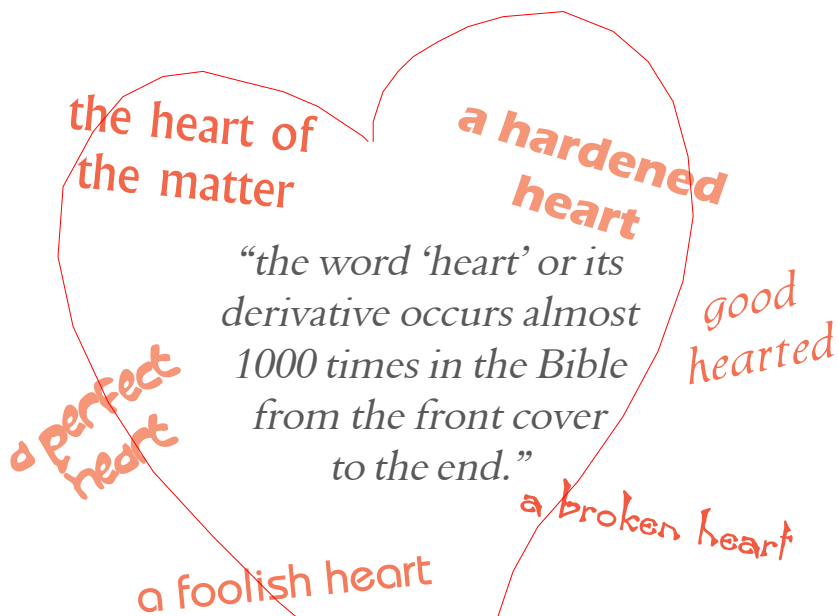 the heart of
the matter
a hardened
heart
“the word ‘heart’ or its
derivative occurs almost
1000 times in the Bible
from the front cover
to the end.”
good
hearted
a perfect
heart
a broken heart
a foolish heart